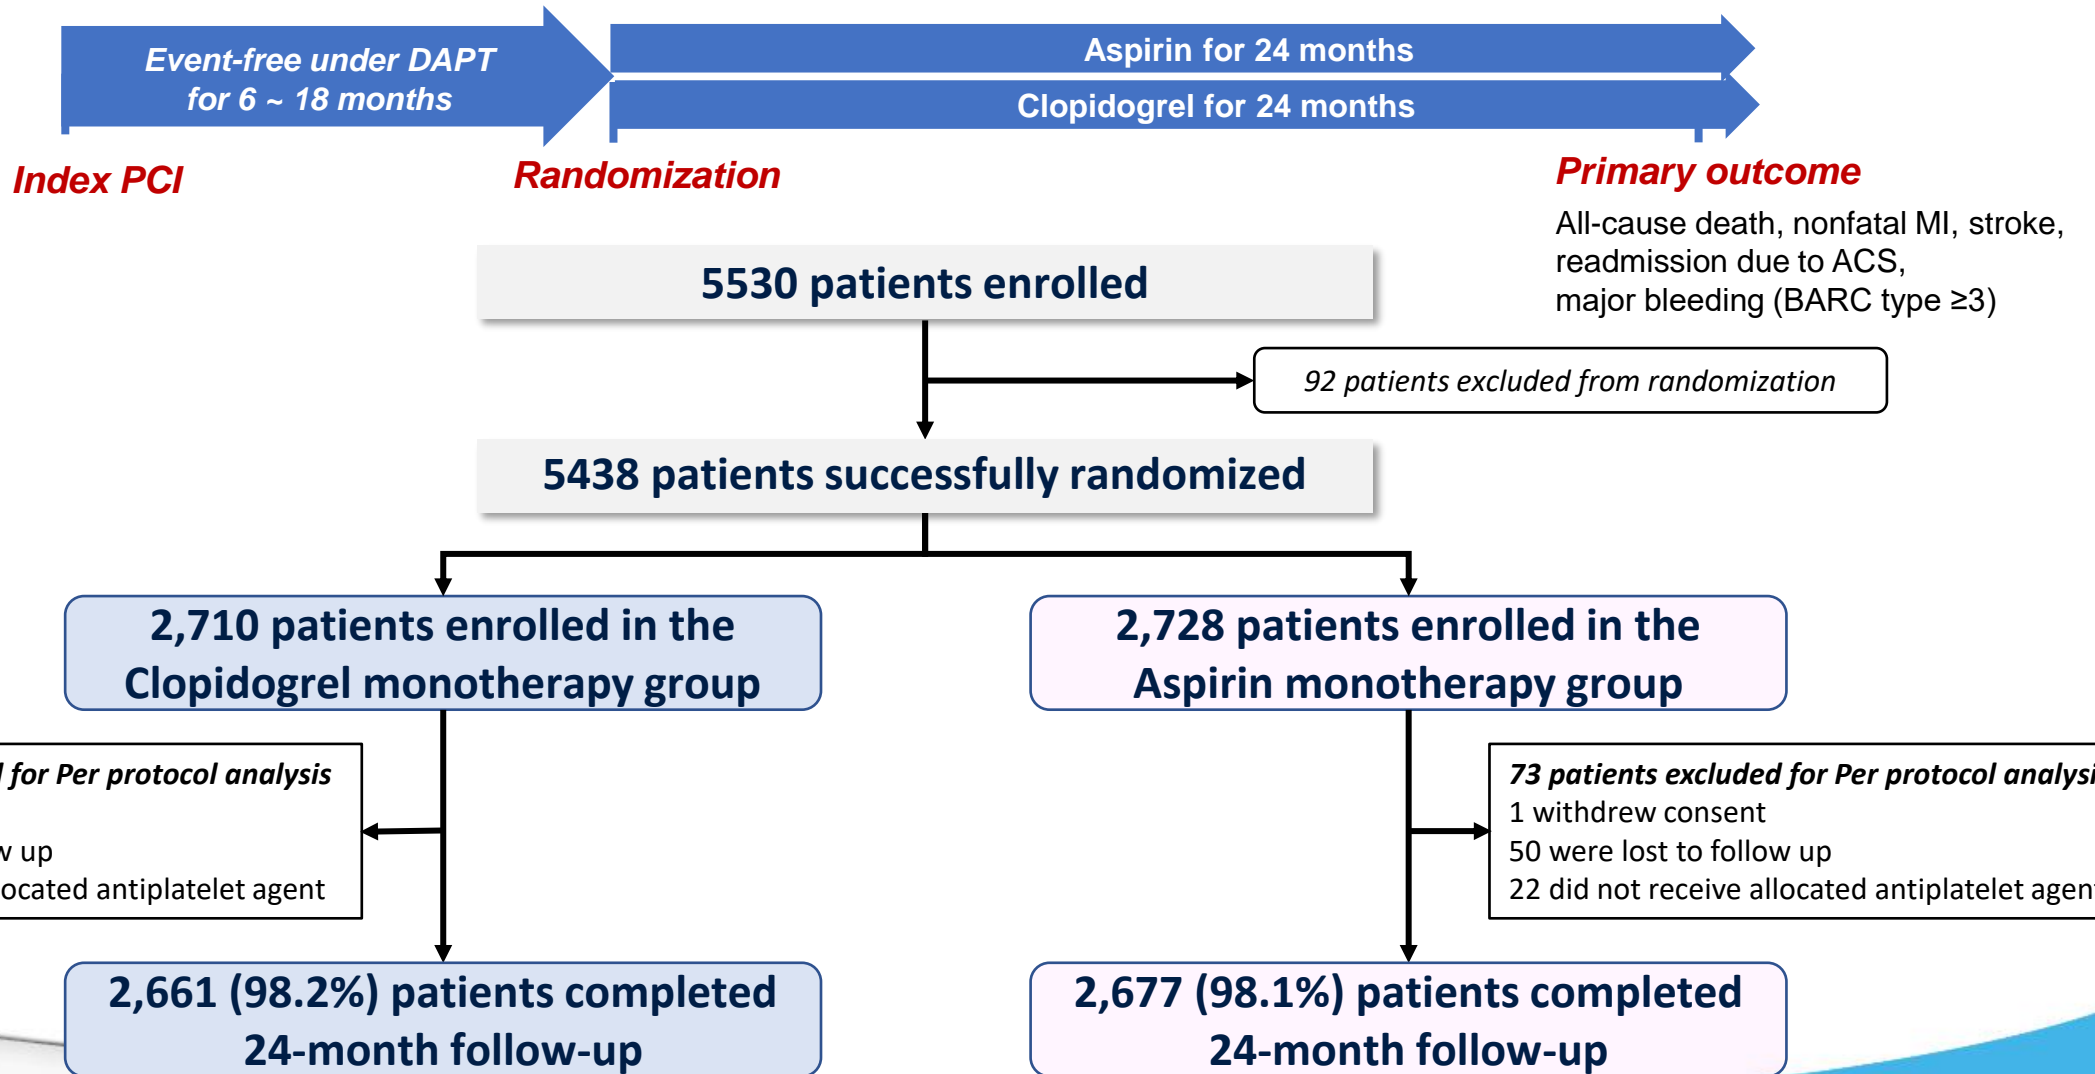 Event-free under DAPT
for 6 ~ 18 months
Aspirin for 24 months
Clopidogrel for 24 months
Index PCI
Randomization
Primary outcome
All-cause death, nonfatal MI, stroke,
readmission due to ACS,
major bleeding (BARC type ≥3)
5530 patients enrolled
92 patients excluded from randomization
5438 patients successfully randomized
2,710 patients enrolled in the
Clopidogrel monotherapy group
2,728 patients enrolled in the
Aspirin monotherapy group
for Per protocol analysis
up
antiplatelet agent
73 patients excluded for Per protocol
1 withdrew consent
50 were lost to follow up
22 did not receive allocated antiplatelet
2,661 (98.2%) patients completed
24-month follow-up
2,677 (98.1%) patients completed
24-month follow-up